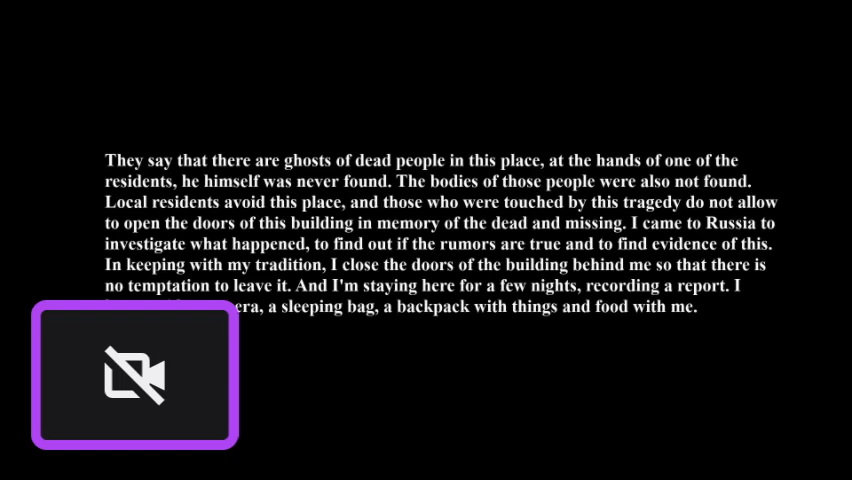 They say that there are ghosts of dead people in this place, at the hands of one of the
residents, he himself was never found. The bodies of those people were also not found.
Local residents avoid this place, and those who were touched by this tragedy do not allow
to open the doors of this building in memory of the dead and missing. I came to Russia to
investigate what happened, to find out if the rumors are true and to find evidence of this.
In keeping with my tradition, I close the doors of the building behind me so that there is
no temptation to leave it. And I'm staying here for a few nights, recording a report. I
a sleeping bag, a backpack with things and food with me.